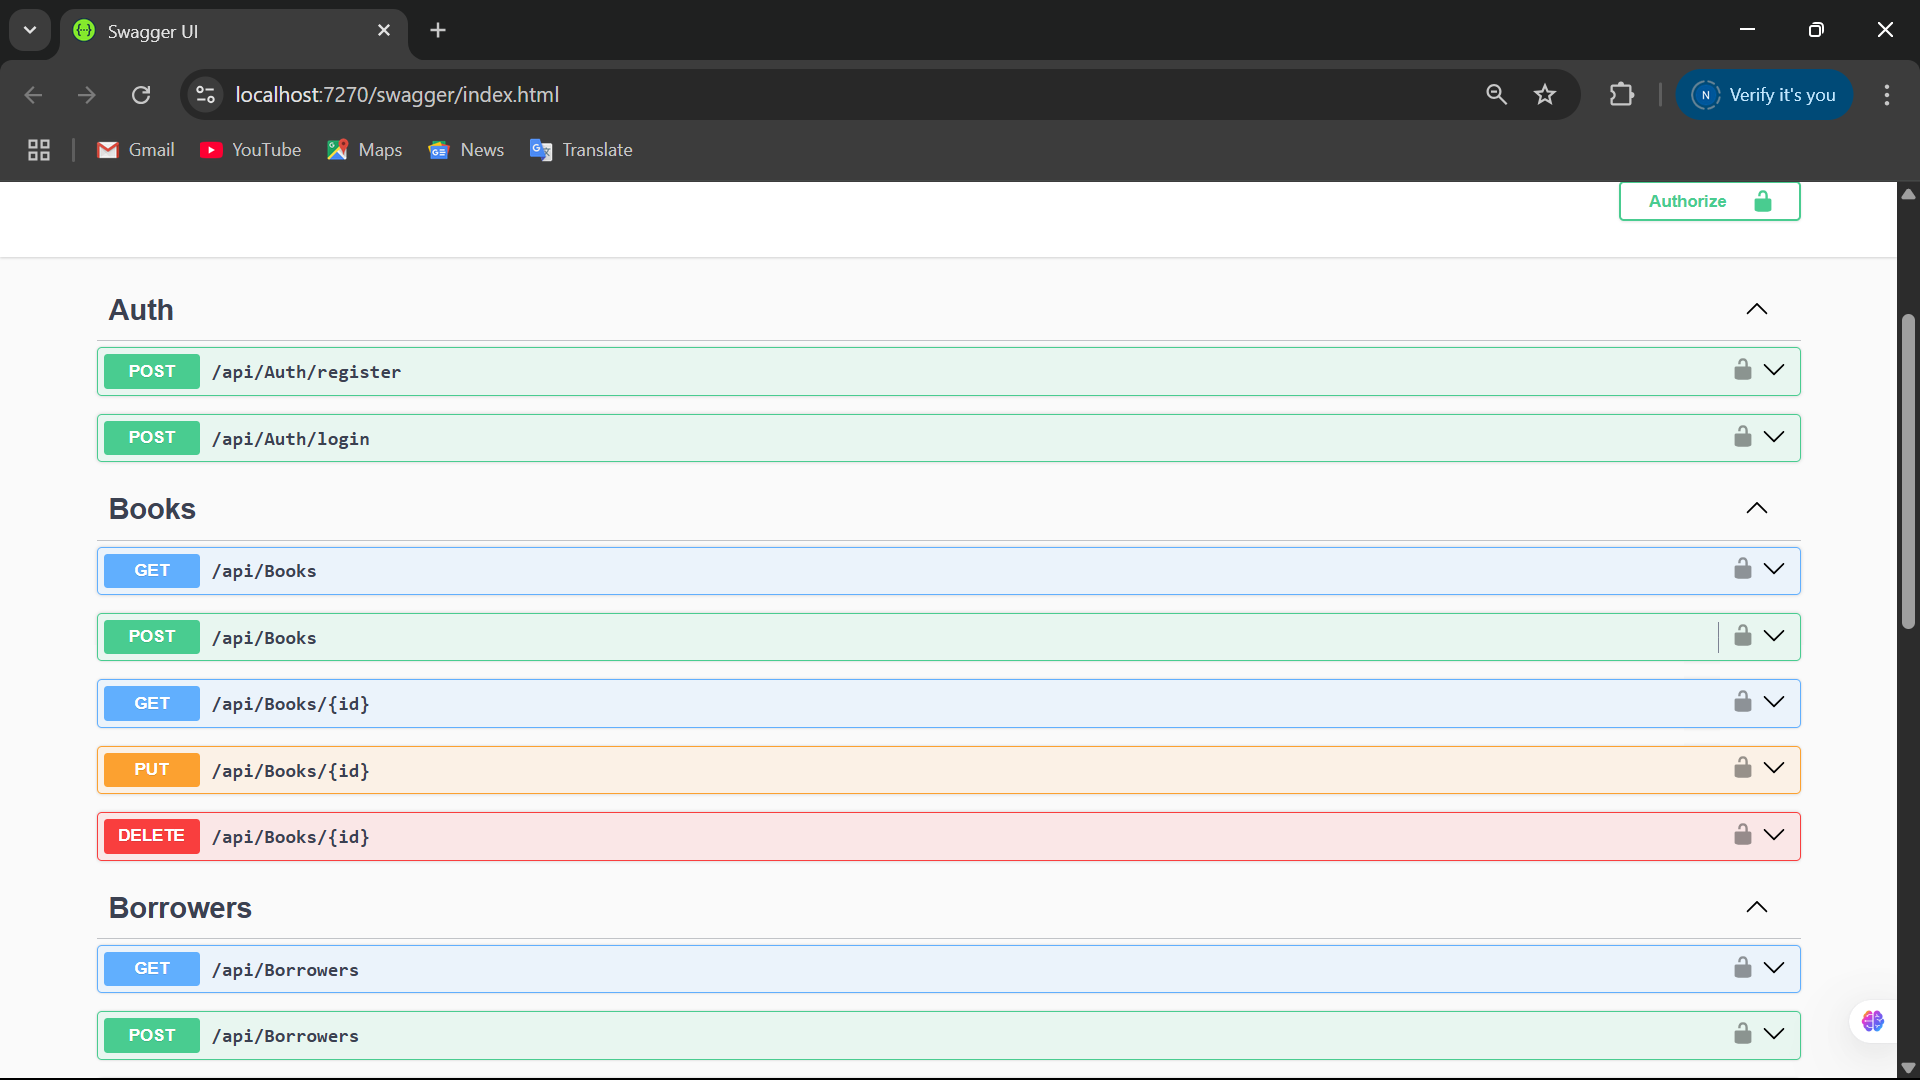 Swagger UI
localhost:7270/swagger/index.html
N Verify it's you
Gmail YouTube Maps News Translate
Authorize
Auth
POST /api/Auth/register
POST /api/Auth/login
Books
GET /api/Books
POST /api/Books
GET /api/Books/{id}
PUT /api/Books/{id}
DELETE /api/Books/{id}
Borrowers
GET /api/Borrowers
POST /api/Borrowers